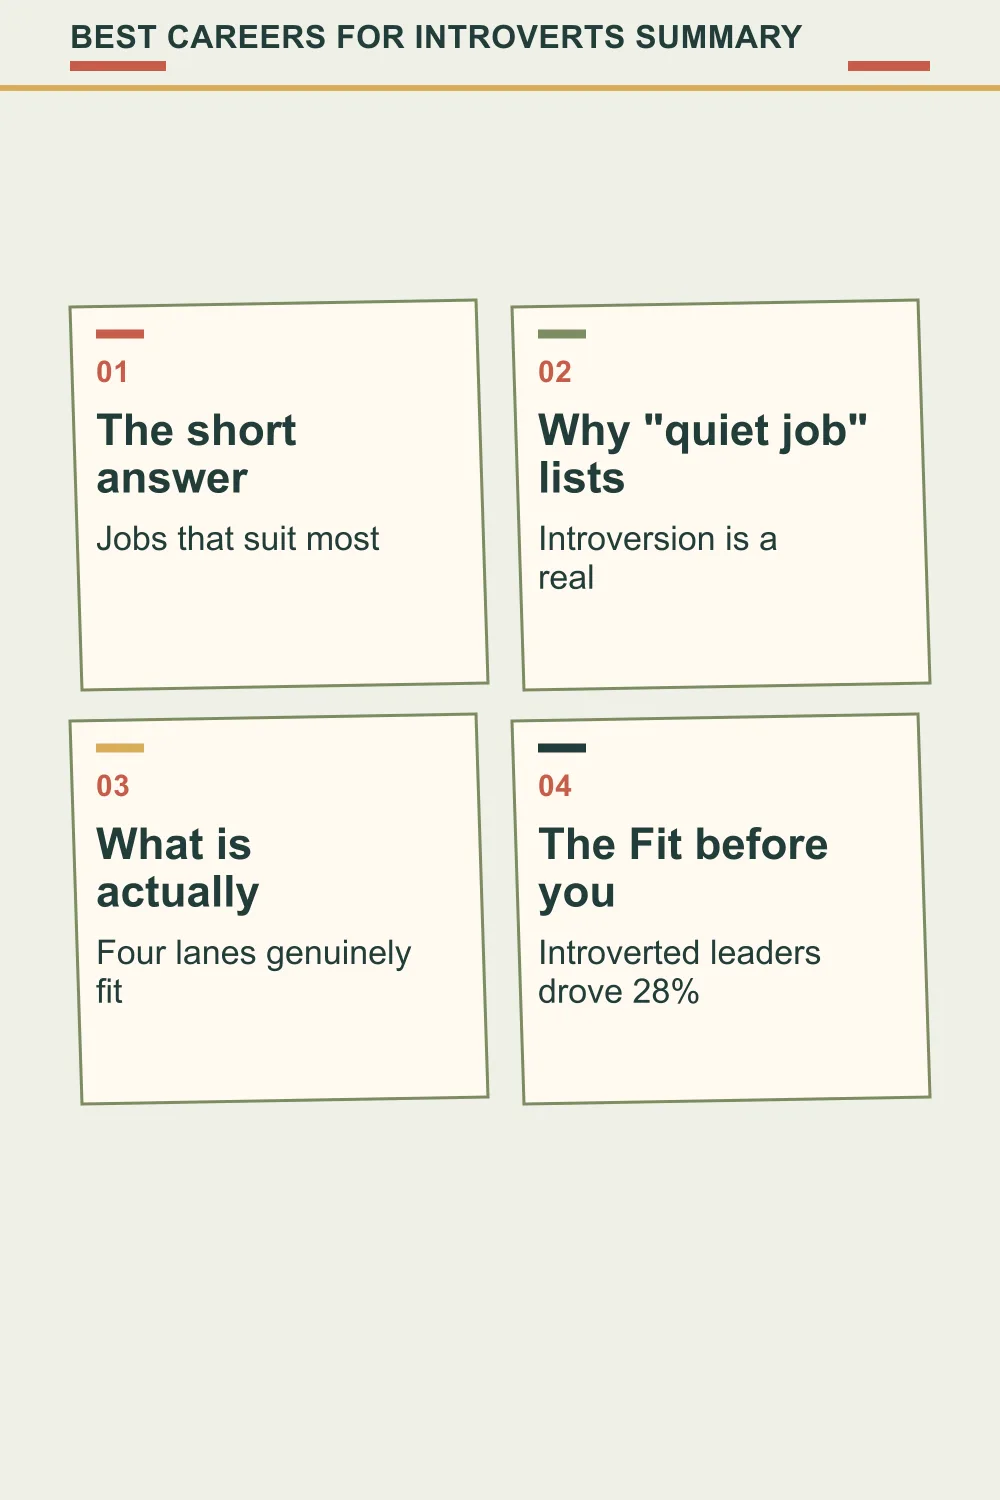 BEST CAREERS FOR INTROVERTS SUMMARY
01
The short
answer
Jobs that suit most
02
Why "quiet job"
lists
Introversion is a
real
03
What is
actually
Four lanes genuinely
fit
04
The Fit before
you
Introverted leaders
drove 28%